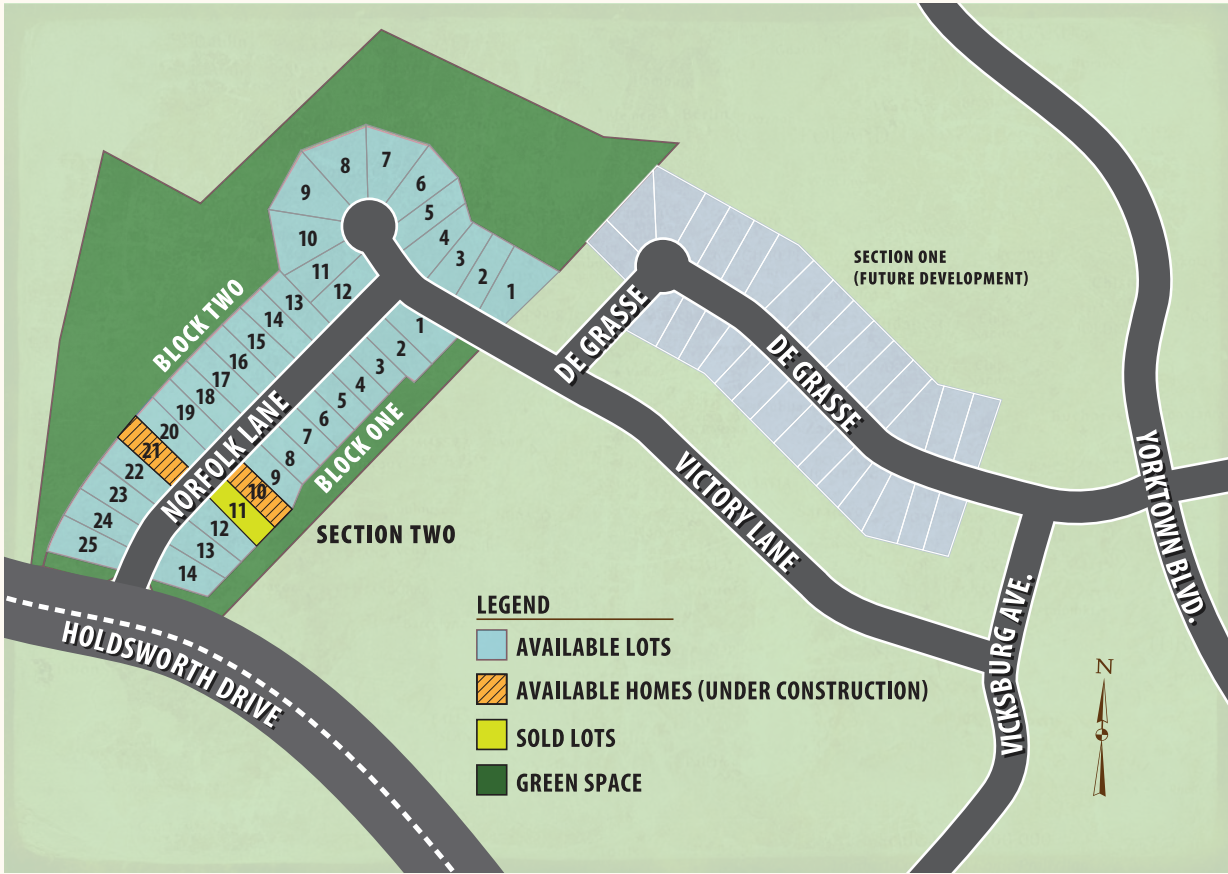 8
7
6
9
5
4
10
3
2
1
11
12
13
14
15
16
17
18
19
20
21
22
23
24
25
1
2
3
4
5
6
7
8
9
10
11
12
13
14
BLOCK TWO
NORFOLK LANE
BLOCK ONE
SECTION TWO
SECTION ONE
(FUTURE DEVELOPMENT)
DE GRASSE
DE GRASSE
VICTORY LANE
YORKTOWN BLVD.
VICKSBURG AVE.
HOLDSWORTH DRIVE
LEGEND
AVAILABLE LOTS
AVAILABLE HOMES (UNDER CONSTRUCTION)
SOLD LOTS
GREEN SPACE
N